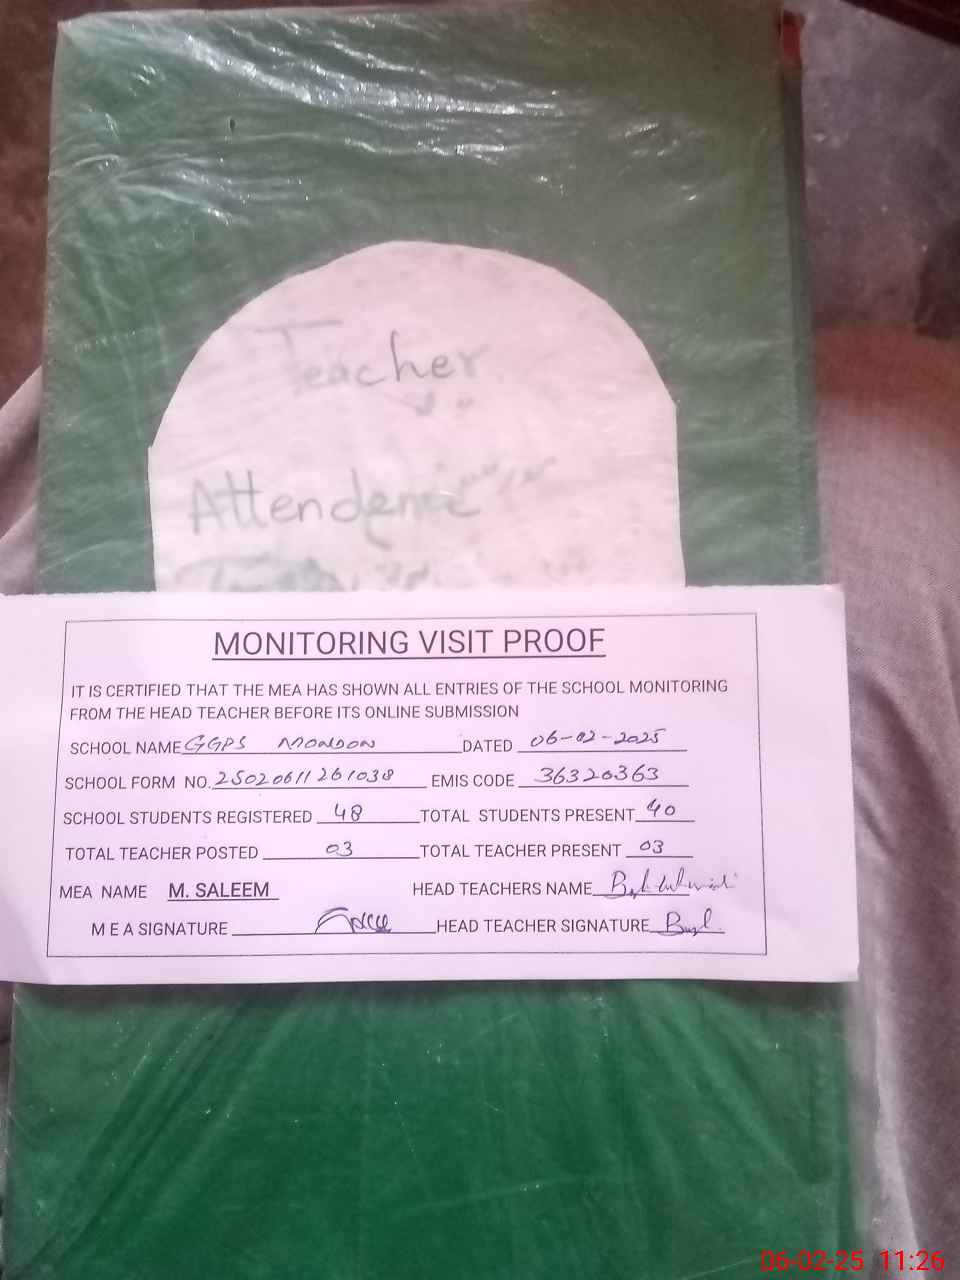 Teacher
Attendence
MONITORING VISIT PROOF
IT IS CERTIFIED THAT THE MEA HAS SHOWN ALL ENTRIES OF THE SCHOOL MONITORING
FROM THE HEAD TEACHER BEFORE ITS ONLINE SUBMISSION
SCHOOL NAME GGPS MONDON DATED 06-02-2025
SCHOOL FORM NO. 25020611261038 EMIS CODE 36320363
SCHOOL STUDENTS REGISTERED 48 TOTAL STUDENTS PRESENT 40
TOTAL TEACHER POSTED 03 TOTAL TEACHER PRESENT 03
MEA NAME M. SALEEM HEAD TEACHERS NAME
M E A SIGNATURE HEAD TEACHER SIGNATURE
06-02-25 11:26